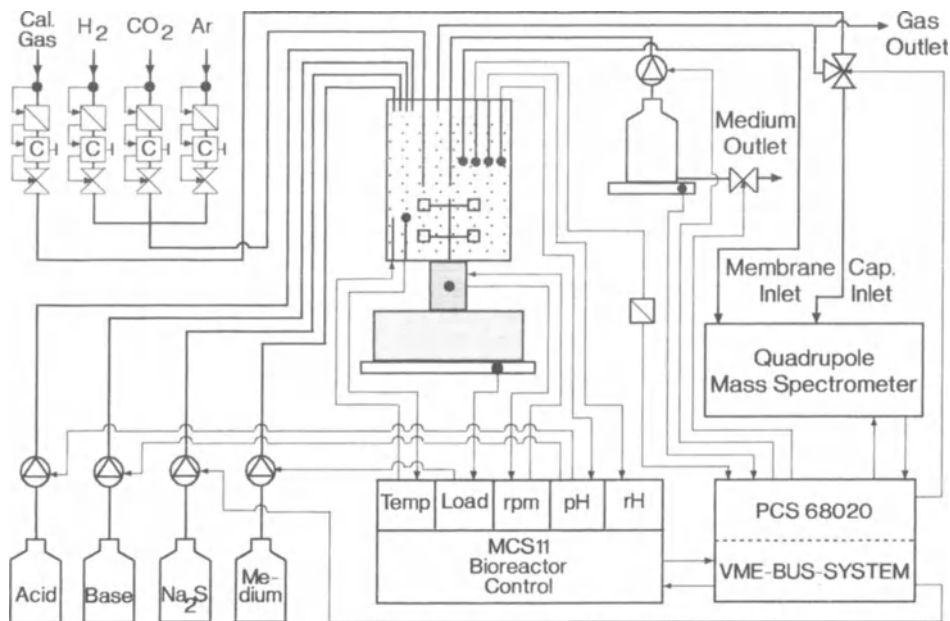 Cal. H2 CO2 Ar
Gas
Gas
Outlet
C C C C
Medium
Outlet
Membrane Cap.
Inlet Inlet
Quadrupole
Mass Spectrometer
Temp Load rpm pH rH
PCS 68020
MCS11
Bioreactor
Control
VME-BUS-SYSTEM
Acid Base Na2S Me-
dium